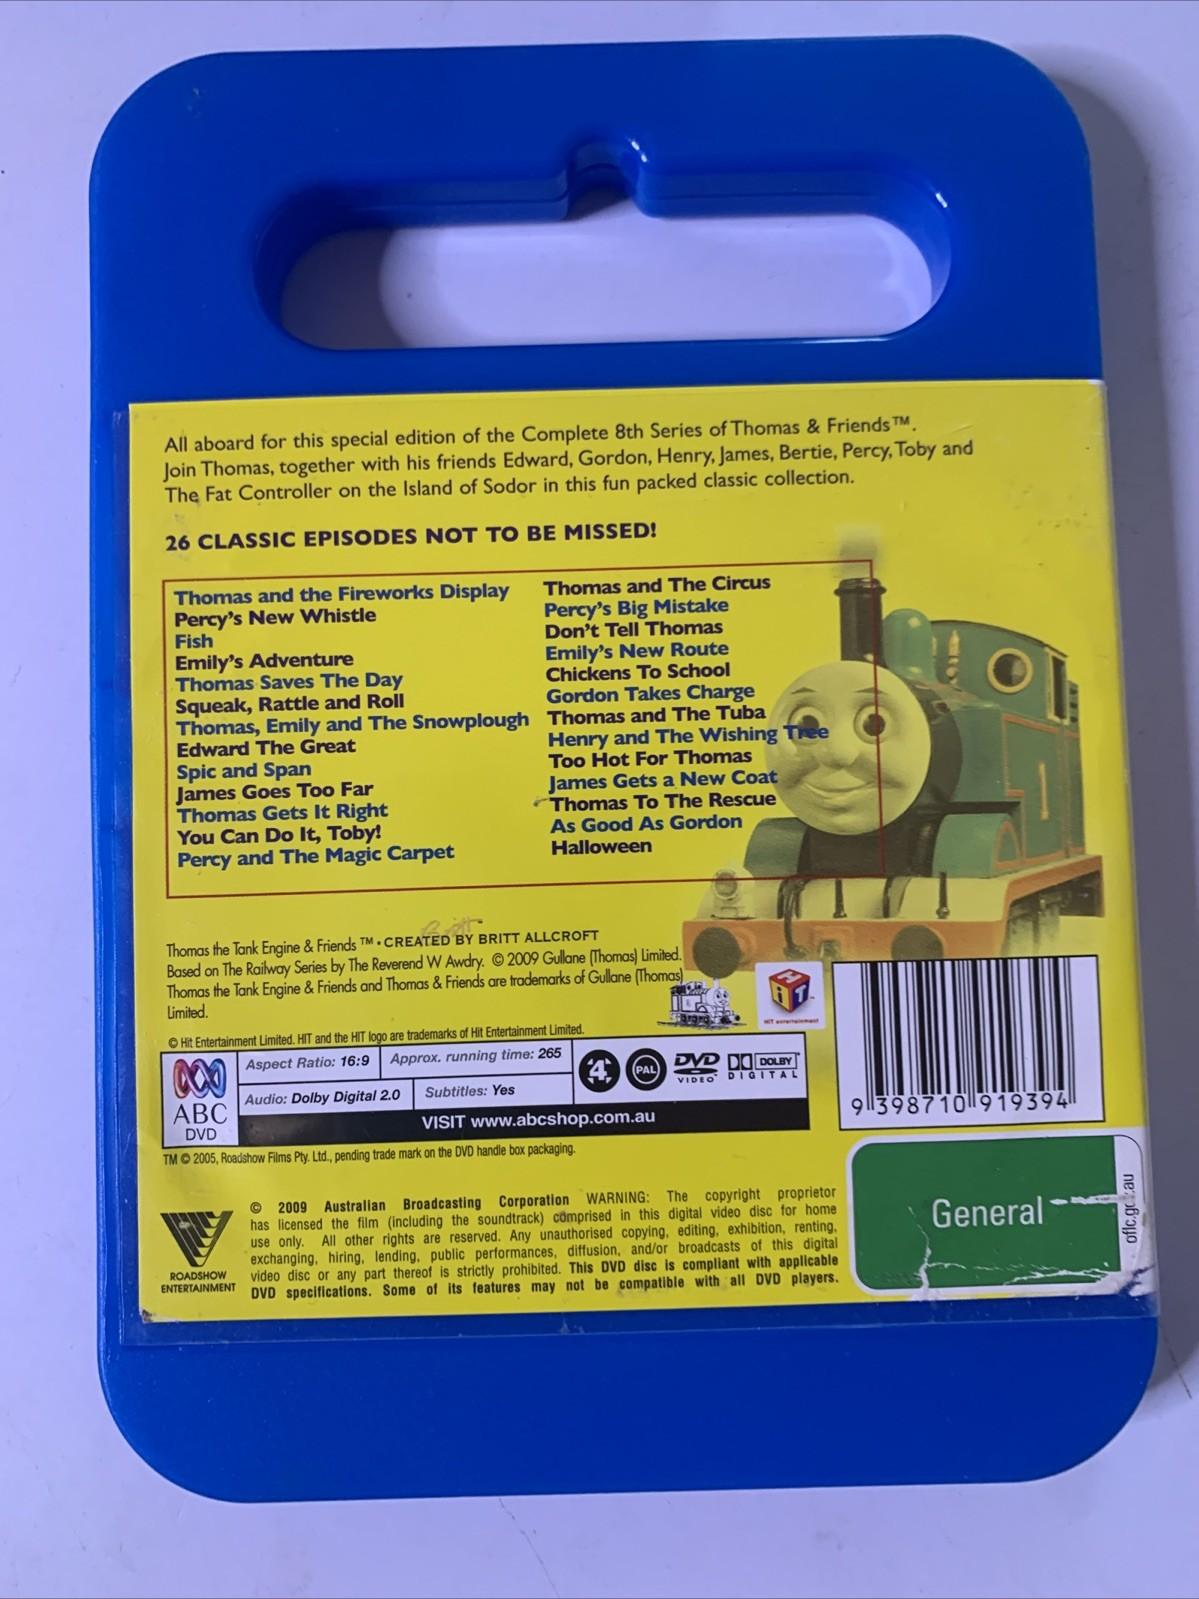 All aboard for this special edition of the Complete 8th Series of Thomas & Friends™.
Join Thomas, together with his friends Edward, Gordon, Henry, James, Bertie, Percy, Toby and
The Fat Controller on the Island of Sodor in this fun packed classic collection.
26 CLASSIC EPISODES NOT TO BE MISSED!
Thomas and the Fireworks Display
Percy's New Whistle
Fish
Emily's Adventure
Thomas Saves The Day
Squeak, Rattle and Roll
Thomas, Emily and The Snowplough
Edward The Great
Spic and Span
James Goes Too Far
Thomas Gets It Right
You Can Do It, Toby!
Percy and The Magic Carpet
Thomas and The Circus
Percy's Big Mistake
Don't Tell Thomas
Emily's New Route
Chickens To School
Gordon Takes Charge
Thomas and The Tuba
Henry and The Wishing Tree
Too Hot For Thomas
James Gets a New Coat
Thomas To The Rescue
As Good As Gordon
Halloween
1
Thomas the Tank Engine & Friends ™ • CREATED BY BRITT ALLCROFT
Based on The Railway Series by The Reverend W Awdry. © 2009 Gullane (Thomas) Limited.
Thomas the Tank Engine & Friends and Thomas & Friends are trademarks of Gullane (Thomas)
Limited.
HiT™
HIT entertainment
© Hit Entertainment Limited. HIT and the HIT logo are trademarks of Hit Entertainment Limited.
ABC
DVD
Aspect Ratio: 16:9
Approx. running time: 265
Audio: Dolby Digital 2.0
Subtitles: Yes
4
PAL
DVD
VIDEO
DOLBY
DIGITAL
VISIT www.abcshop.com.au
9 398710 919394
TM © 2005, Roadshow Films Pty. Ltd., pending trade mark on the DVD handle box packaging.
ROADSHOW
ENTERTAINMENT
© 2009 Australian Broadcasting Corporation WARNING: The copyright proprietor
has licensed the film (including the soundtrack) comprised in this digital video disc for home
use only. All other rights are reserved. Any unauthorised copying, editing, exhibition, renting,
exchanging, hiring, lending, public performances, diffusion, and/or broadcasts of this digital
video disc or any part thereof is strictly prohibited. This DVD disc is compliant with applicable
DVD specifications. Some of its features may not be compatible with all DVD players.
General